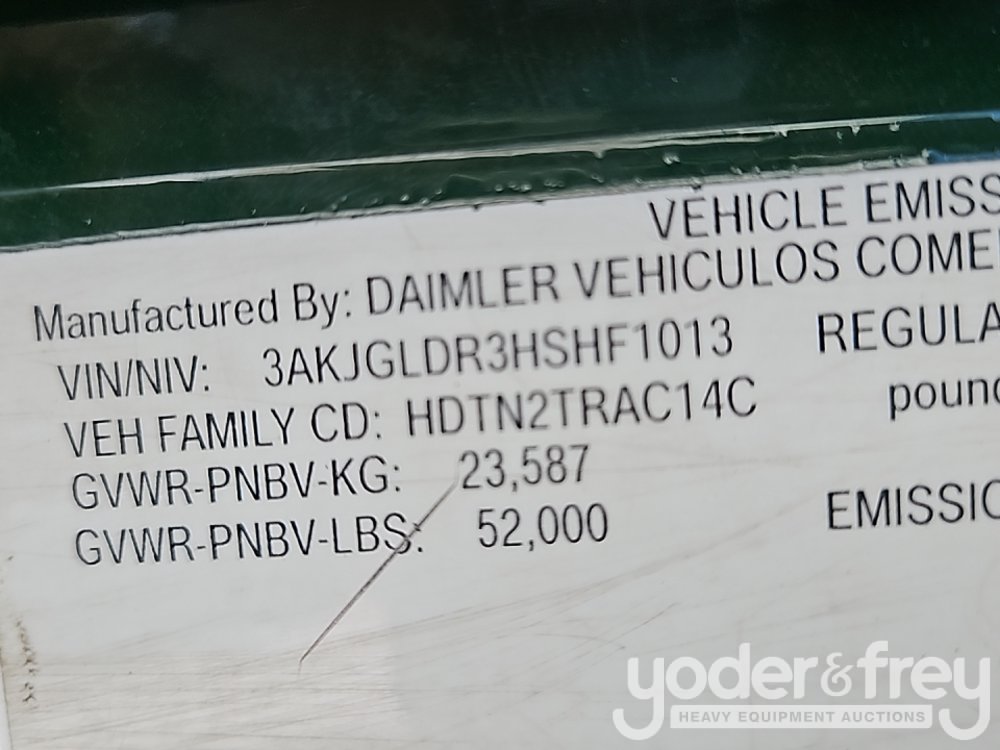 VEHICLE EMISS
Manufactured By: DAIMLER VEHICULOS COME
VIN/NIV: 3AKJGLDR3HSHF1013 REGULA
VEH FAMILY CD: HDTN2TRAC14C pound
GVWR-PNBV-KG: 23,587
GVWR-PNBV-LBS: 52,000 EMISSIO
yoder&frey
HEAVY EQUIPMENT AUCTIONS